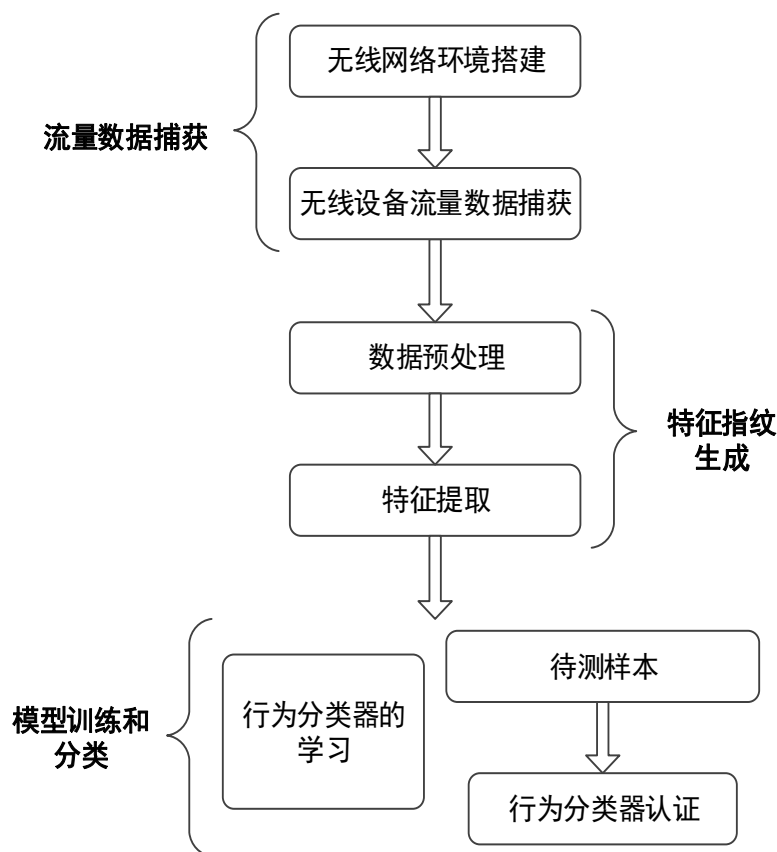 无线网络环境搭建
流量数据捕获
无线设备流量数据捕获
数据预处理
特征指纹
生成
特征提取
待测样本
行为分类器的
学习
模型训练和
分类
行为分类器认证